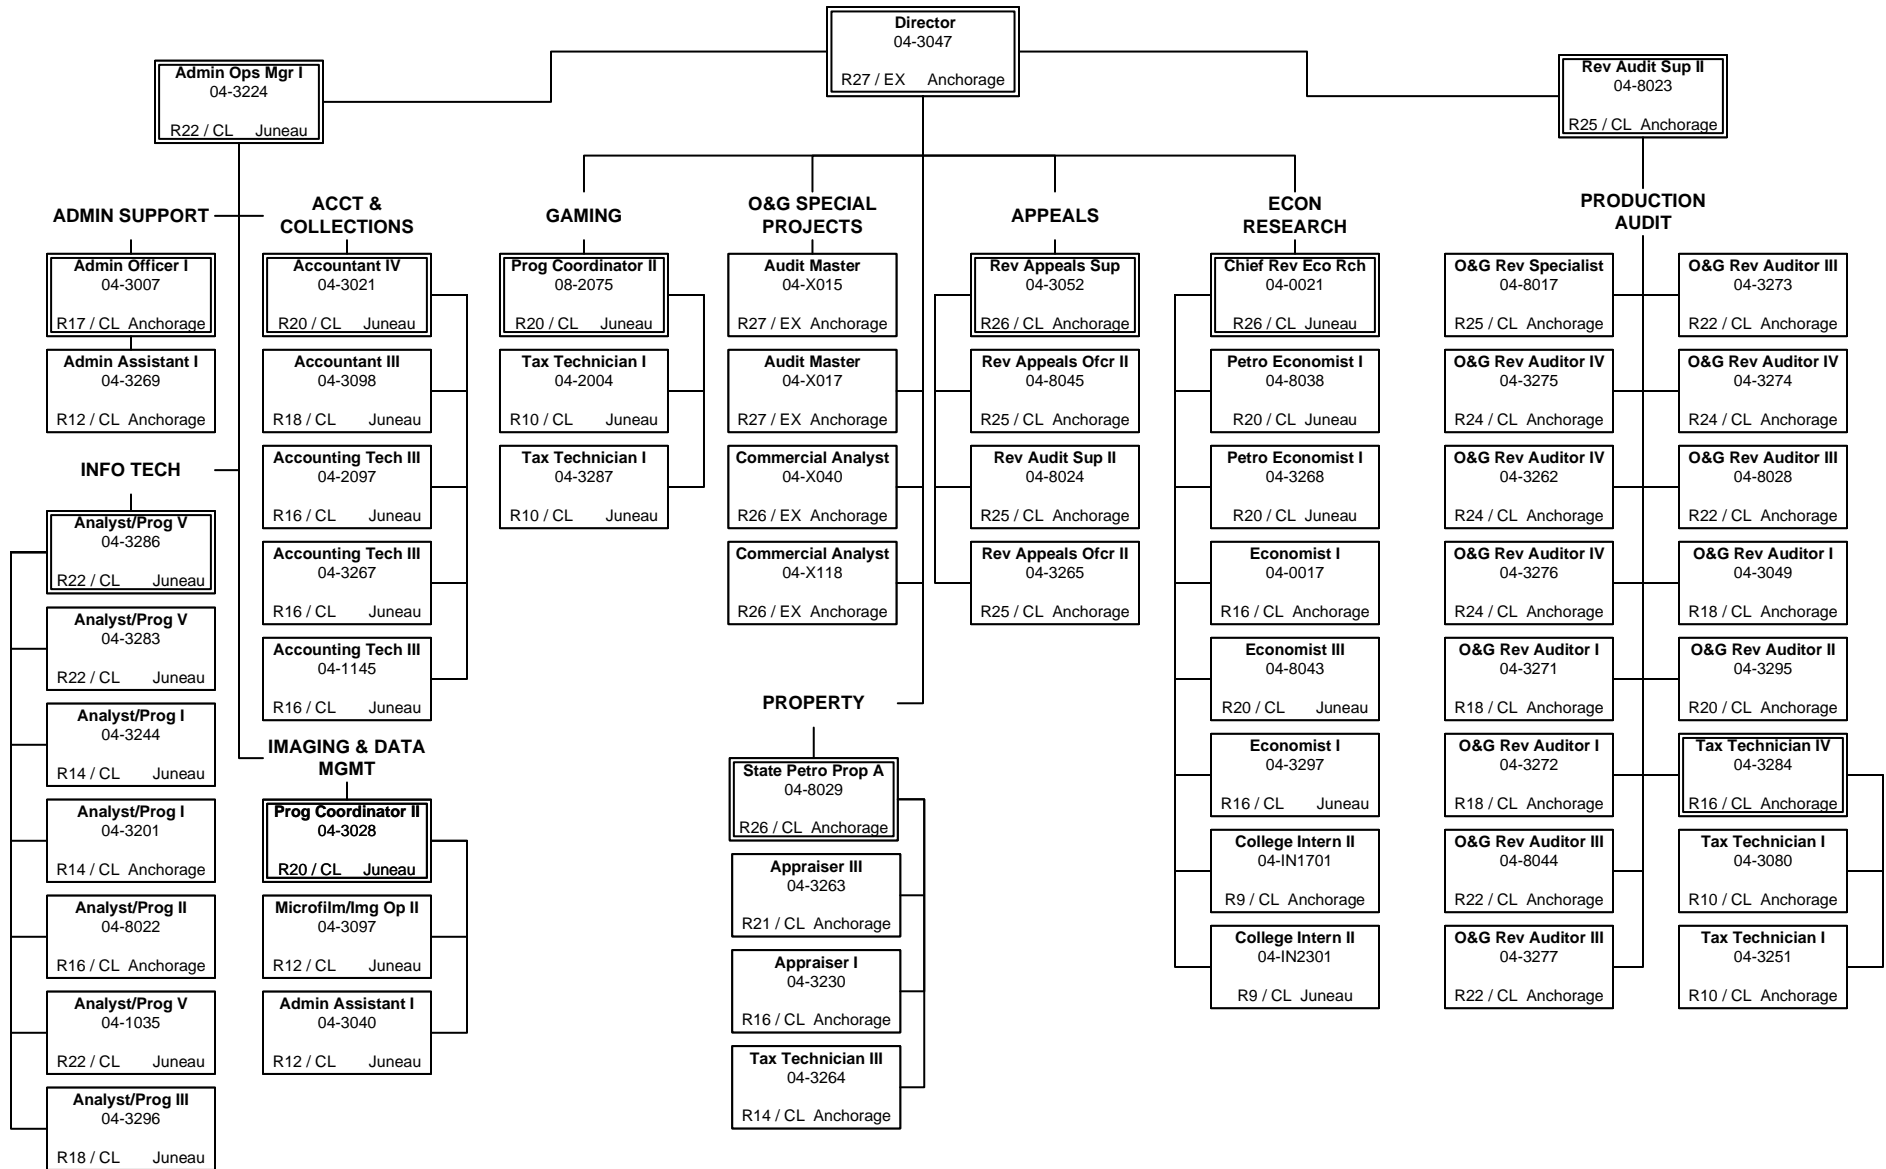 Director
04-3047
R27 / EX Anchorage
Admin Ops Mgr I
04-3224
R22 / CL Juneau
Rev Audit Sup II
04-8023
R25 / CL Anchorage
ADMIN SUPPORT
Admin Officer I
04-3007
R17 / CL Anchorage
Admin Assistant I
04-3269
R12 / CL Anchorage
INFO TECH
Analyst/Prog V
04-3286
R22 / CL Juneau
Analyst/Prog V
04-3283
R22 / CL Juneau
Analyst/Prog I
04-3244
R14 / CL Juneau
Analyst/Prog I
04-3201
R14 / CL Anchorage
Analyst/Prog II
04-8022
R16 / CL Anchorage
Analyst/Prog V
04-1035
R22 / CL Juneau
Analyst/Prog III
04-3296
R18 / CL Juneau
ACCT &
COLLECTIONS
Accountant IV
04-3021
R20 / CL Juneau
Accountant III
04-3098
R18 / CL Juneau
Accounting Tech III
04-2097
R16 / CL Juneau
Accounting Tech III
04-3267
R16 / CL Juneau
Accounting Tech III
04-1145
R16 / CL Juneau
IMAGING & DATA
MGMT
Prog Coordinator II
04-3028
R20 / CL Juneau
Microfilm/Img Op II
04-3097
R12 / CL Juneau
Admin Assistant I
04-3040
R12 / CL Juneau
GAMING
Prog Coordinator II
08-2075
R20 / CL Juneau
Tax Technician I
04-2004
R10 / CL Juneau
Tax Technician I
04-3287
R10 / CL Juneau
O&G SPECIAL
PROJECTS
Audit Master
04-X015
R27 / EX Anchorage
Audit Master
04-X017
R27 / EX Anchorage
Commercial Analyst
04-X040
R26 / EX Anchorage
Commercial Analyst
04-X118
R26 / EX Anchorage
PROPERTY
State Petro Prop A
04-8029
R26 / CL Anchorage
Appraiser III
04-3263
R21 / CL Anchorage
Appraiser I
04-3230
R16 / CL Anchorage
Tax Technician III
04-3264
R14 / CL Anchorage
APPEALS
Rev Appeals Sup
04-3052
R26 / CL Anchorage
Rev Appeals Ofcr II
04-8045
R25 / CL Anchorage
Rev Audit Sup II
04-8024
R25 / CL Anchorage
Rev Appeals Ofcr II
04-3265
R25 / CL Anchorage
ECON
RESEARCH
Chief Rev Eco Rch
04-0021
R26 / CL Juneau
Petro Economist I
04-8038
R20 / CL Juneau
Petro Economist I
04-3268
R20 / CL Juneau
Economist I
04-0017
R16 / CL Anchorage
Economist III
04-8043
R20 / CL Juneau
Economist I
04-3297
R16 / CL Juneau
College Intern II
04-IN1701
R9 / CL Anchorage
College Intern II
04-IN2301
R9 / CL Juneau
PRODUCTION
AUDIT
O&G Rev Specialist
04-8017
R25 / CL Anchorage
O&G Rev Auditor IV
04-3275
R24 / CL Anchorage
O&G Rev Auditor IV
04-3262
R24 / CL Anchorage
O&G Rev Auditor IV
04-3276
R24 / CL Anchorage
O&G Rev Auditor I
04-3271
R18 / CL Anchorage
O&G Rev Auditor I
04-3272
R18 / CL Anchorage
O&G Rev Auditor III
04-8044
R22 / CL Anchorage
O&G Rev Auditor III
04-3277
R22 / CL Anchorage
O&G Rev Auditor III
04-3273
R22 / CL Anchorage
O&G Rev Auditor IV
04-3274
R24 / CL Anchorage
O&G Rev Auditor III
04-8028
R22 / CL Anchorage
O&G Rev Auditor I
04-3049
R18 / CL Anchorage
O&G Rev Auditor II
04-3295
R20 / CL Anchorage
Tax Technician IV
04-3284
R16 / CL Anchorage
Tax Technician I
04-3080
R10 / CL Anchorage
Tax Technician I
04-3251
R10 / CL Anchorage